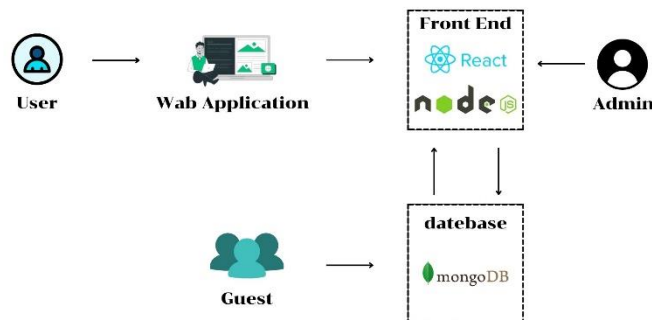 Front End
React
node
JS
User
Wab Application
Admin
datebase
mongoDB
Guest